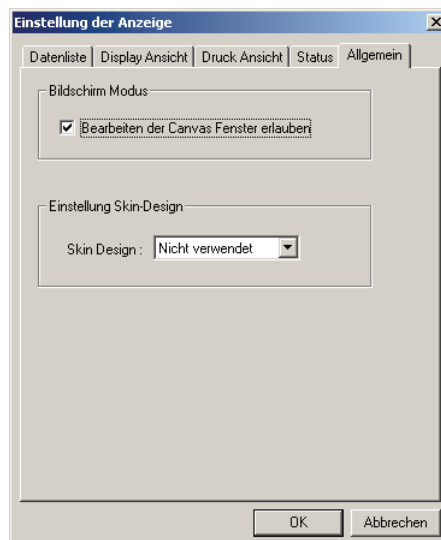 Einstellung der Anzeige
Datenliste Display Ansicht Druck Ansicht Status Allgemein
Bildschirm Modus
Bearbeiten der Canvas Fenster erlauben
Einstellung Skin-Design
Skin Design : Nicht verwendet
OK Abbrechen